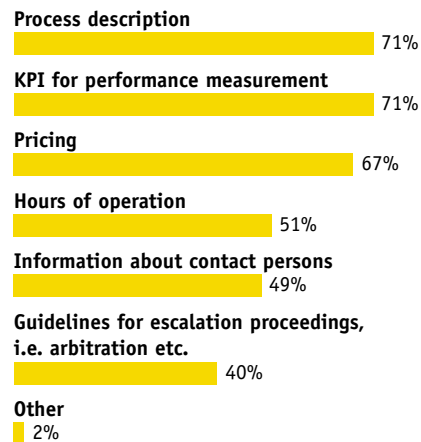 Process description
71%
KPI for performance measurement
71%
Pricing
67%
Hours of operation
51%
Information about contact persons
49%
Guidelines for escalation proceedings,
i.e. arbitration etc.
40%
Other
2%